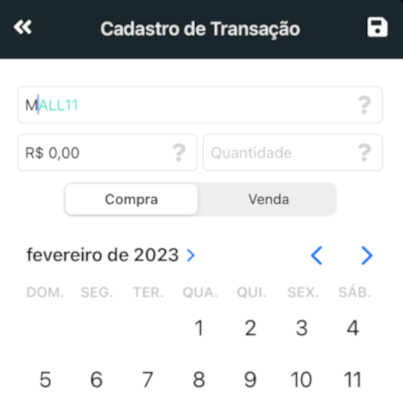 Cadastro de Transação
MALL11 ?
R$ 0,00 ? Quantidade ?
Compra Venda
fevereiro de 2023
DOM. SEG. TER. QUA. QUI. SEX. SÁB.
1 2 3 4
5 6 7 8 9 10 11